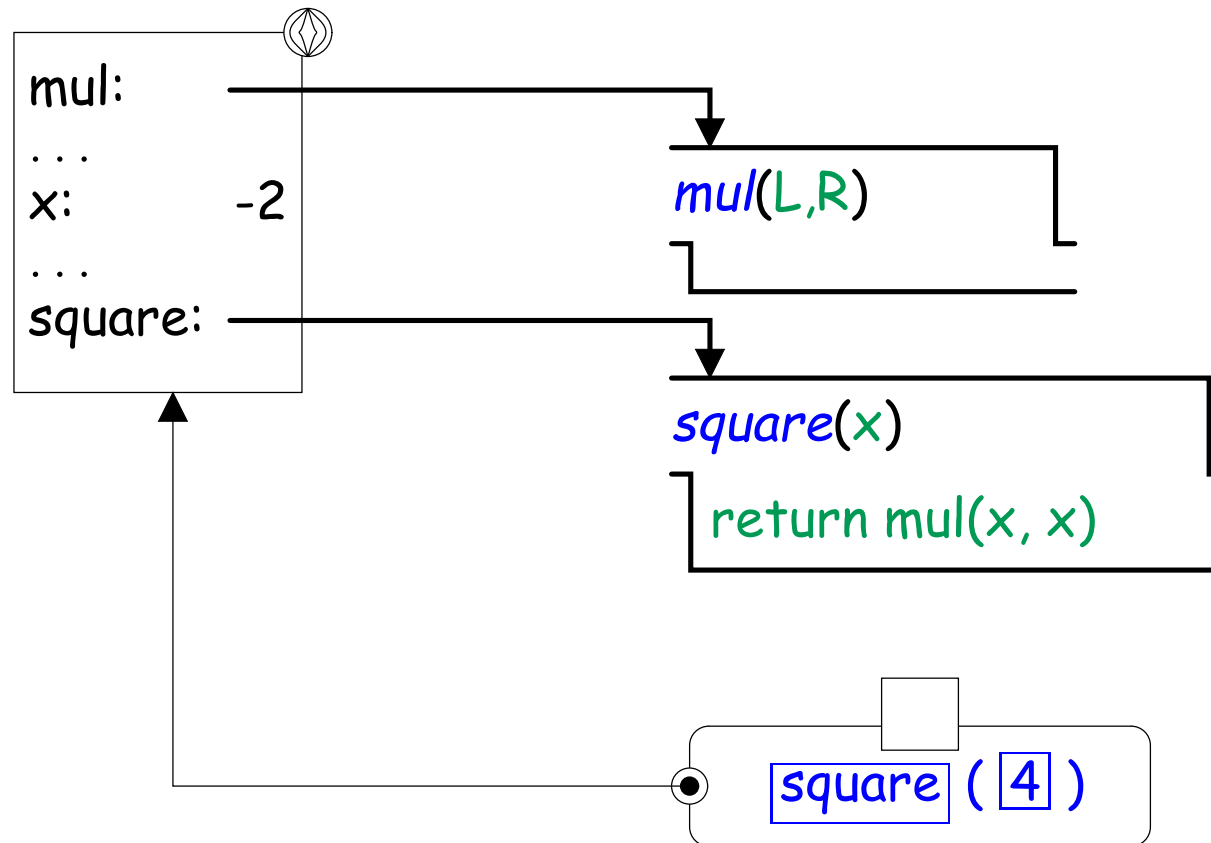 mul:
. . .
x: -2
. . .
square:
mul(L,R)
square(x)
return mul(x, x)
square ( 4 )